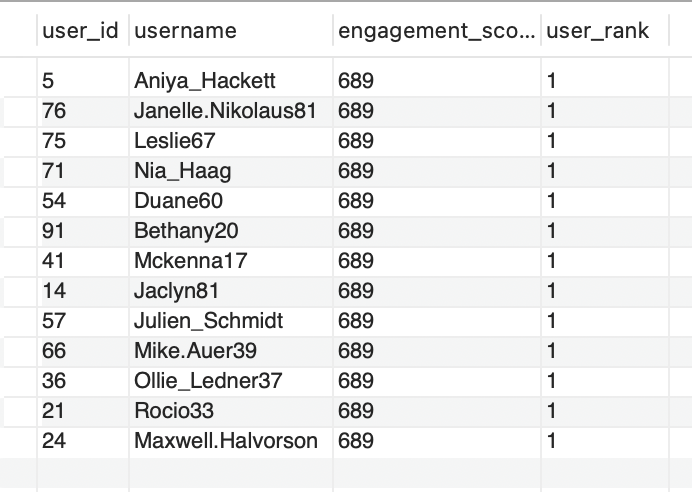 user_id username engagement_sco... user_rank
5 Aniya_Hackett 689 1
76 Janelle.Nikolaus81 689 1
75 Leslie67 689 1
71 Nia_Haag 689 1
54 Duane60 689 1
91 Bethany20 689 1
41 Mckenna17 689 1
14 Jaclyn81 689 1
57 Julien_Schmidt 689 1
66 Mike.Auer39 689 1
36 Ollie_Ledner37 689 1
21 Rocio33 689 1
24 Maxwell.Halvorson 689 1